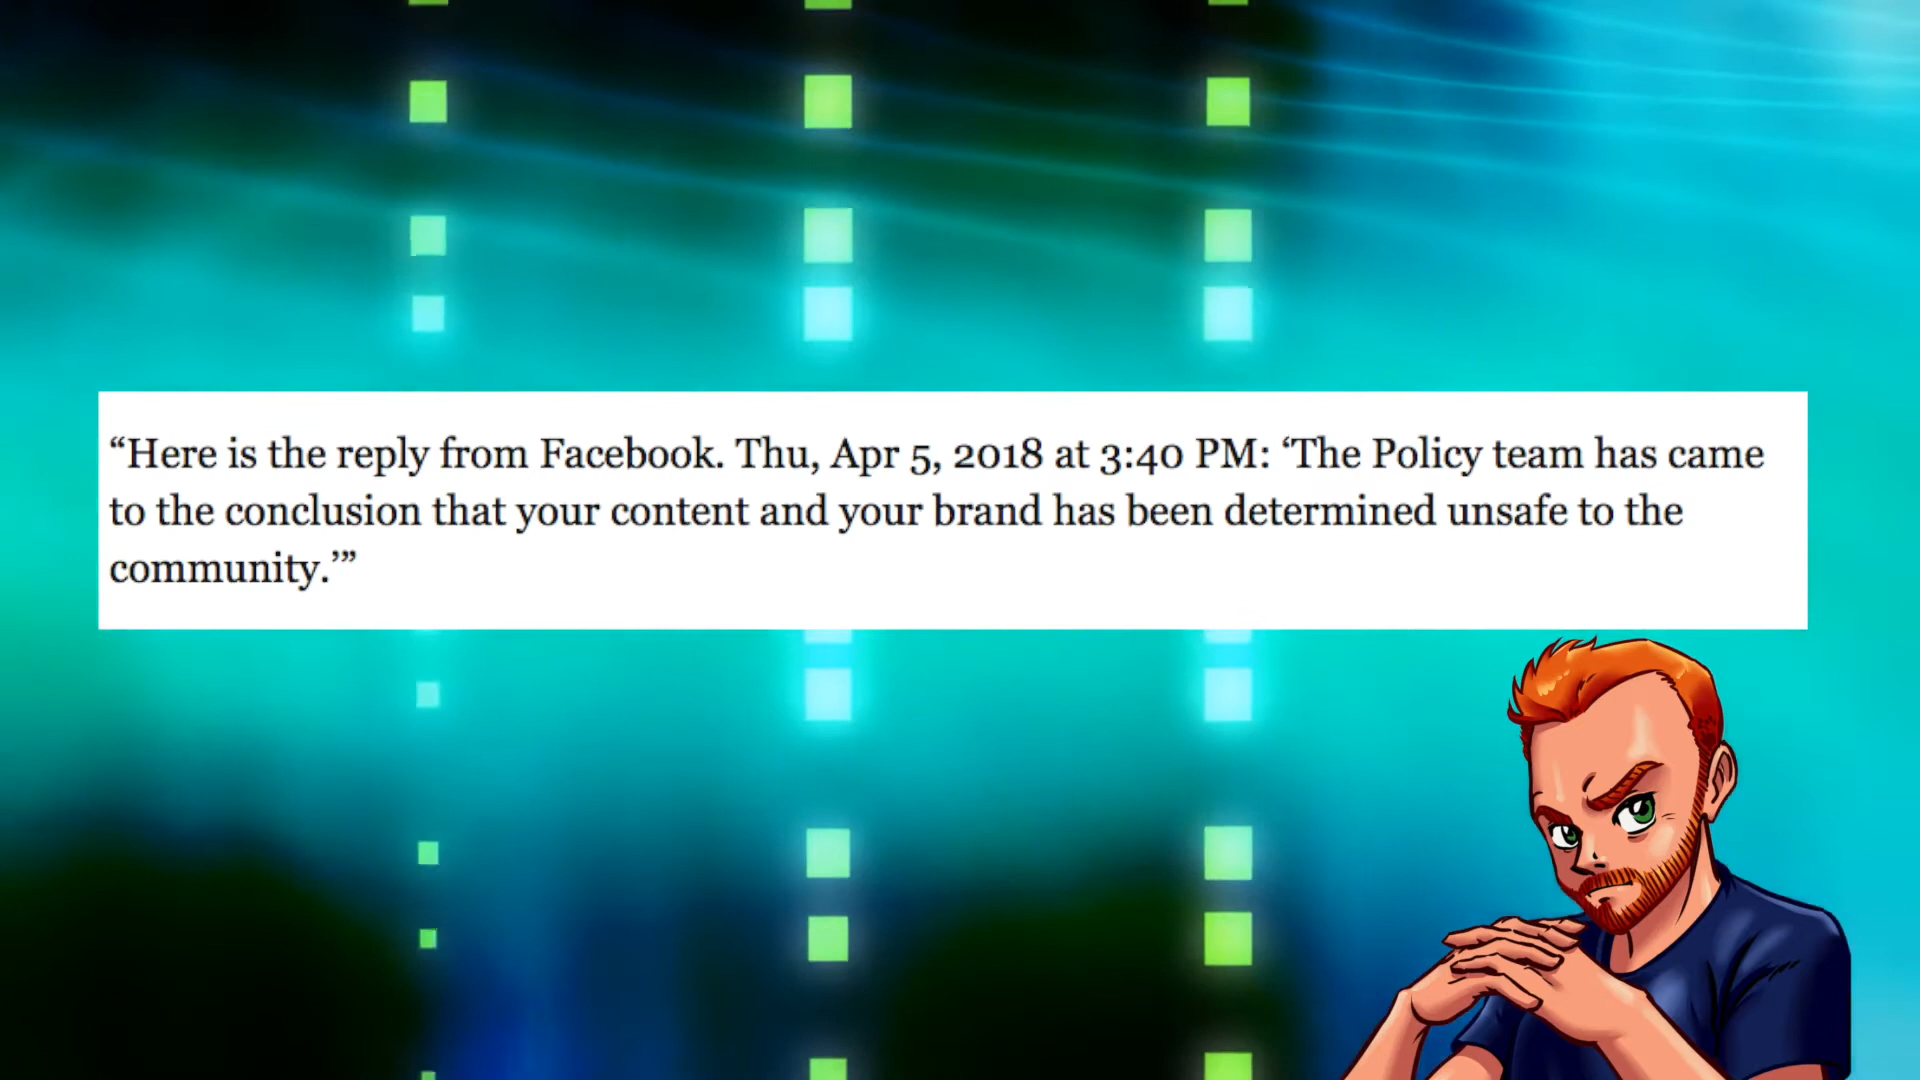 “Here is the reply from Facebook. Thu, Apr 5, 2018 at 3:40 PM: ‘The Policy team has came
to the conclusion that your content and your brand has been determined unsafe to the
community.’”